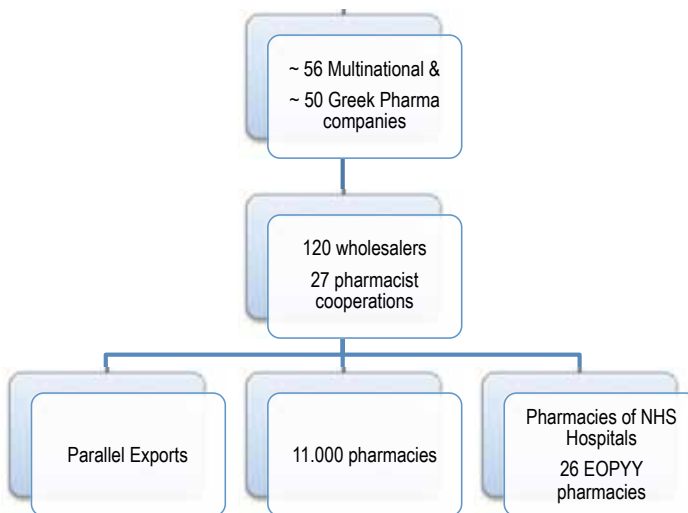 ~ 56 Multinational &
~ 50 Greek Pharma
companies
120 wholesalers
27 pharmacist
cooperations
Parallel Exports
11.000 pharmacies
Pharmacies of NHS
Hospitals
26 EOPYY
pharmacies